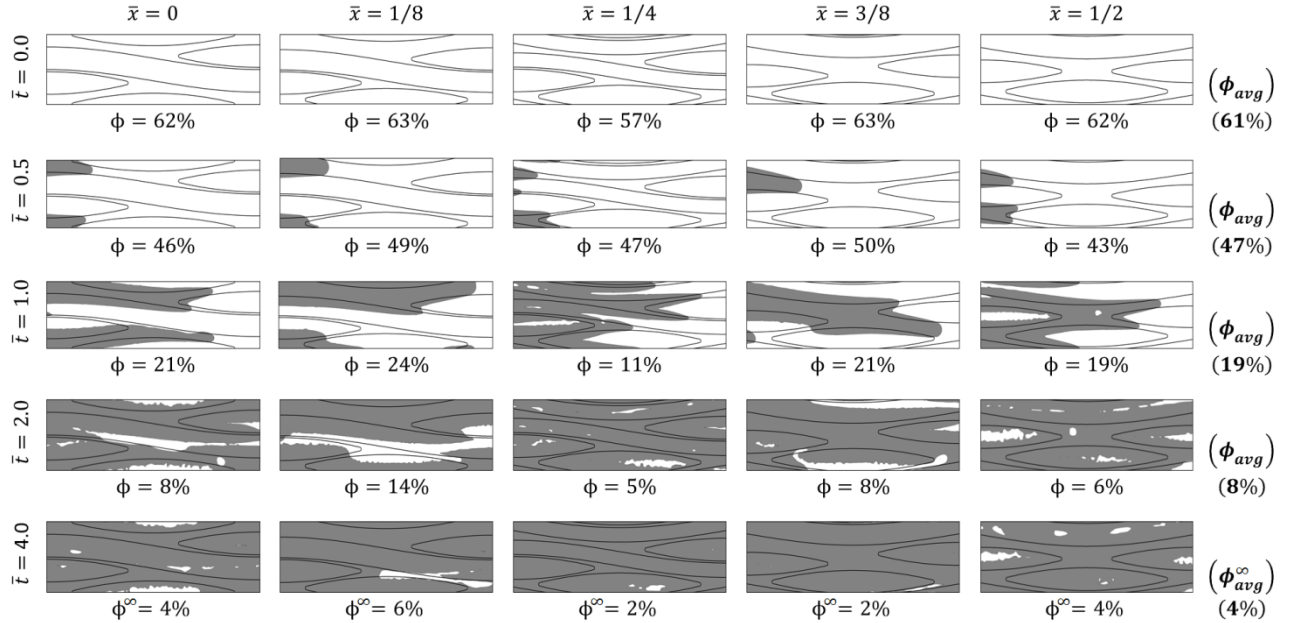 x̄ = 0 x̄ = 1/8 x̄ = 1/4 x̄ = 3/8 x̄ = 1/2
t̄ = 0.0
ϕ = 62% ϕ = 63% ϕ = 57% ϕ = 63% ϕ = 62%
(ϕavg)
(61%)
t̄ = 0.5
ϕ = 46% ϕ = 49% ϕ = 47% ϕ = 50% ϕ = 43%
(ϕavg)
(47%)
t̄ = 1.0
ϕ = 21% ϕ = 24% ϕ = 11% ϕ = 21% ϕ = 19%
(ϕavg)
(19%)
t̄ = 2.0
ϕ = 8% ϕ = 14% ϕ = 5% ϕ = 8% ϕ = 6%
(ϕavg)
(8%)
t̄ = 4.0
ϕ∞ = 4% ϕ∞ = 6% ϕ∞ = 2% ϕ∞ = 2% ϕ∞ = 4%
(ϕ∞avg)
(4%)